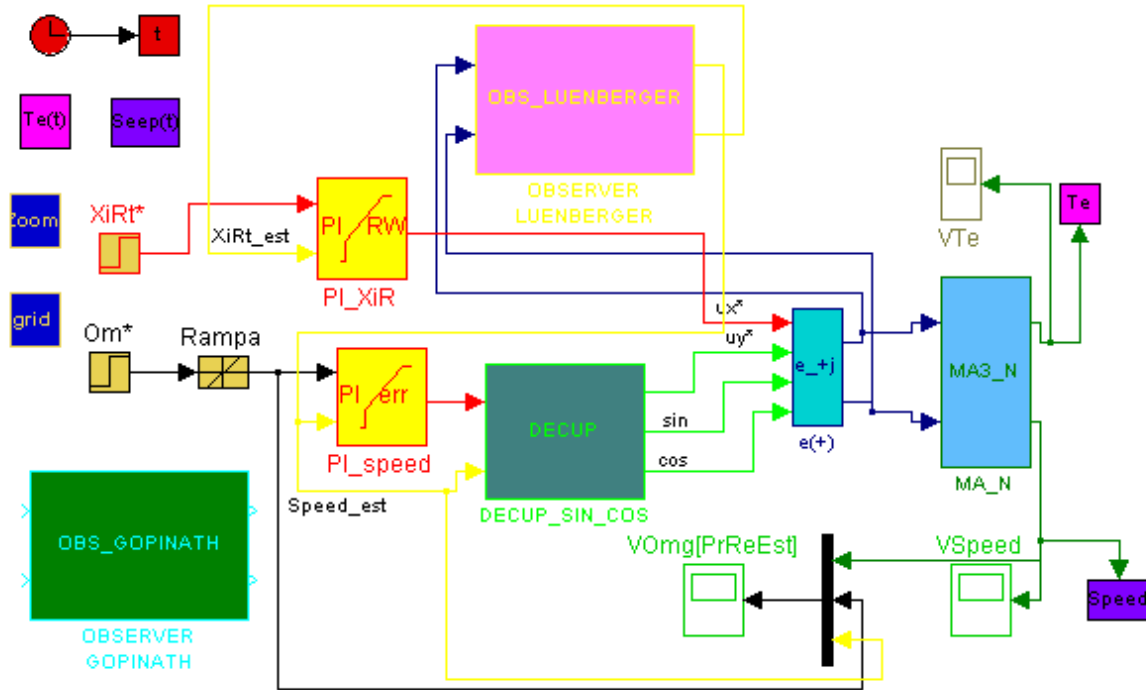 t
Te(t)
Seep(t)
OBS_LUENBERGER
OBSERVER
LUENBERGER
Zoom
XiRt*
PI
RW
XiRt_est
PI_XiR
VTe
Te
grid
Om*
Rampa
ux*
uy*
PI
err
PI_speed
DECUP
sin
cos
e_+j
e(+)
MA3_N
MA_N
Speed_est
DECUP_SIN_COS
OBS_GOPINATH
OBSERVER
GOPINATH
VOmg[PrReEst]
VSpeed
Speed